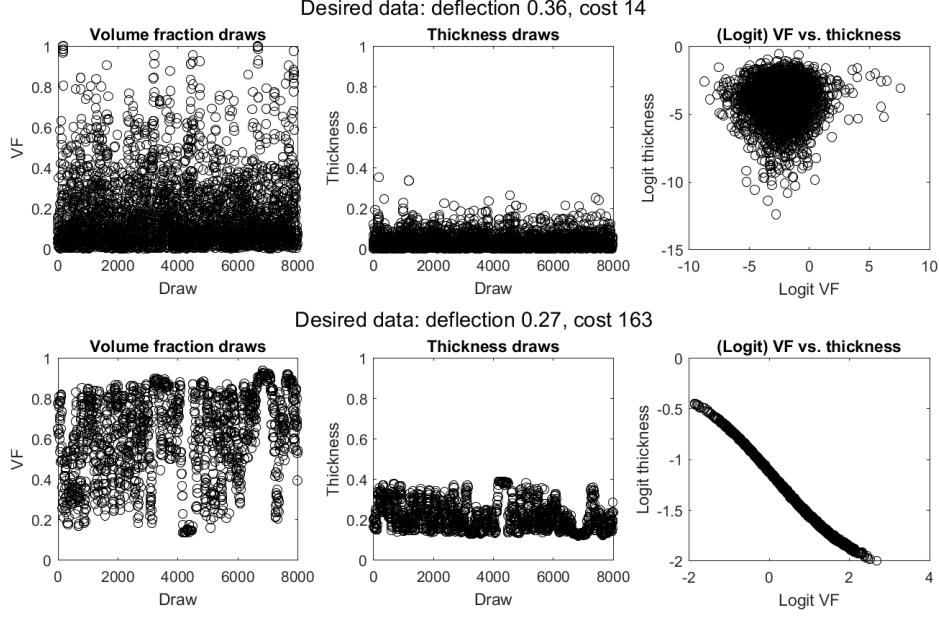 Desired data: deflection 0.36, cost 14
Volume fraction draws
VF
1
0.8
0.6
0.4
0.2
0
0 2000 4000 6000 8000
Draw
Thickness draws
Thickness
1
0.8
0.6
0.4
0.2
0
0 2000 4000 6000 8000
Draw
(Logit) VF vs. thickness
Logit thickness
0
-5
-10
-15
-10 -5 0 5 10
Logit VF
Desired data: deflection 0.27, cost 163
Volume fraction draws
VF
1
0.8
0.6
0.4
0.2
0
0 2000 4000 6000 8000
Draw
Thickness draws
Thickness
1
0.8
0.6
0.4
0.2
0
0 2000 4000 6000 8000
Draw
(Logit) VF vs. thickness
Logit thickness
0
-0.5
-1
-1.5
-2
-2 0 2 4
Logit VF